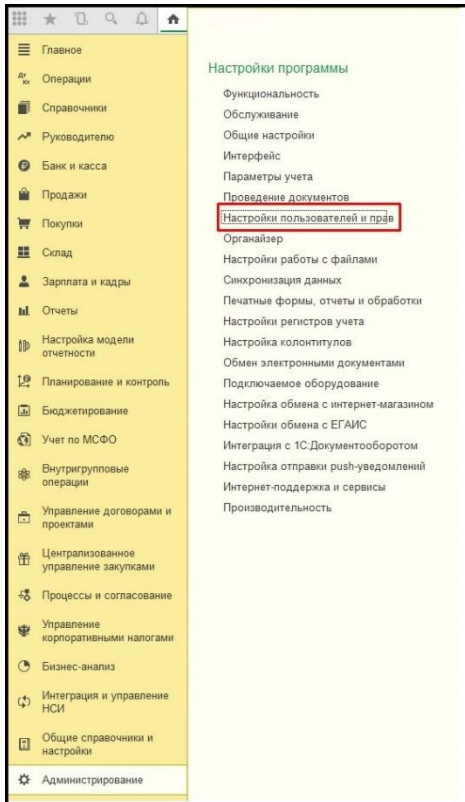 Главное
Операции
Справочники
Руководителю
Банк и касса
Продажи
Покупки
Склад
Зарплата и кадры
Отчеты
Настройка модели
отчетности
Планирование и контроль
Бюджетирование
Учет по МСФО
Внутригрупповые
операции
Управление договорами и
проектами
Централизованное
управление закупками
Процессы и согласование
Управление
корпоративными налогами
Бизнес-анализ
Интеграция и управление
НСИ
Общие справочники и
настройки
Администрирование
Настройки программы
Функциональность
Обслуживание
Общие настройки
Интерфейс
Параметры учета
Проведение документов
Настройки пользователей и прав
Органайзер
Настройки работы с файлами
Синхронизация данных
Печатные формы, отчеты и обработки
Настройки регистров учета
Настройка колонтитулов
Обмен электронными документами
Подключаемое оборудование
Настройка обмена с интернет-магазином
Настройки обмена с ЕГАИС
Интеграция с 1С:Документооборотом
Настройка отправки push-уведомлений
Интернет-поддержка и сервисы
Производительность